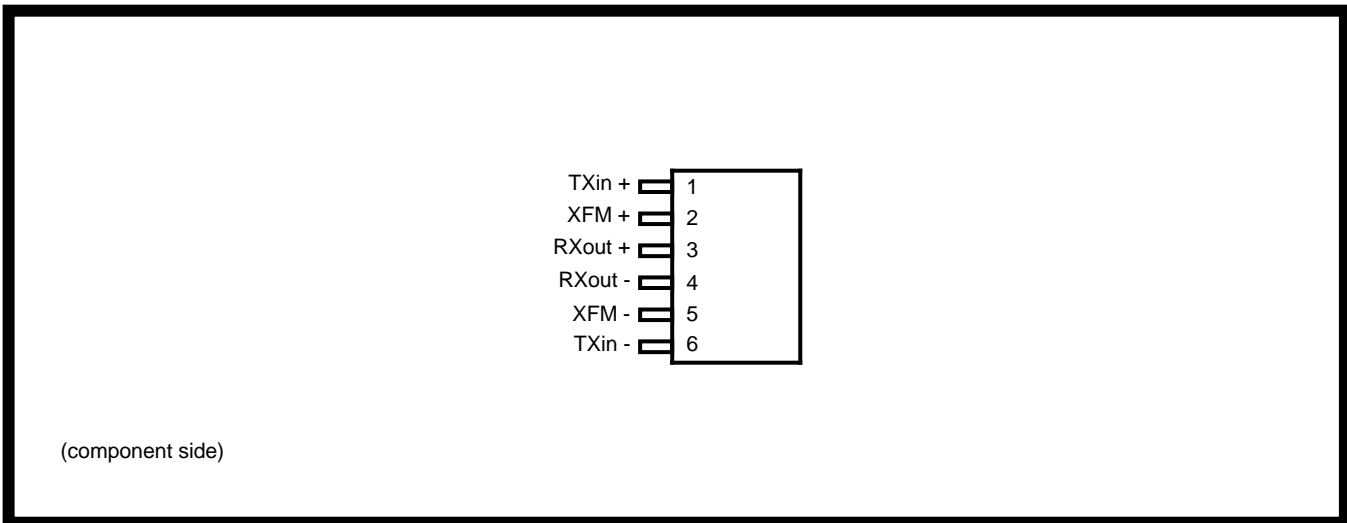 TXin + 1
XFM + 2
RXout + 3
RXout - 4
XFM - 5
TXin - 6
(component side)